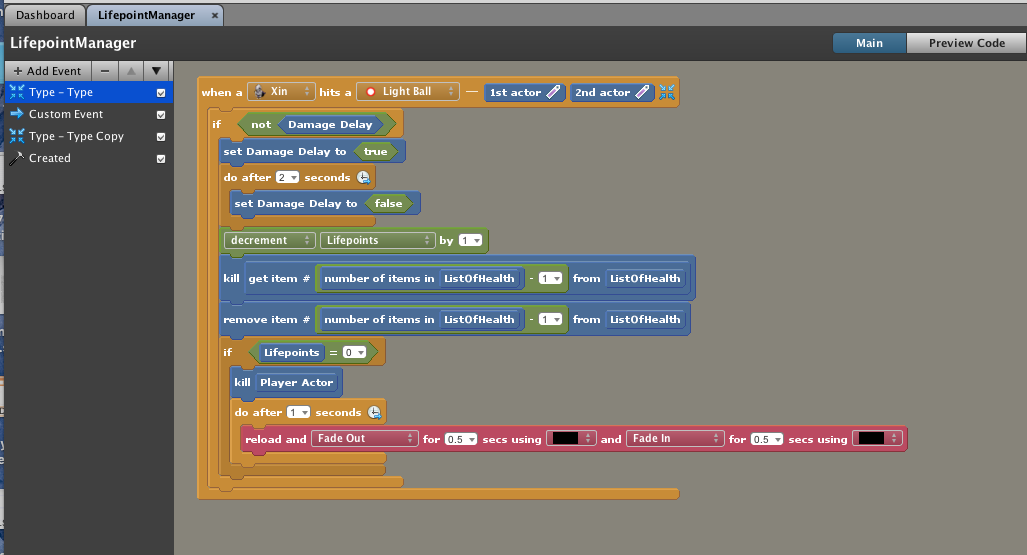 Dashboard LifepointManager ×
LifepointManager Main Preview Code
+ Add Event − ▲ ▼
Type - Type
Custom Event
Type - Type Copy
Created
when a Xin hits a Light Ball — 1st actor 2nd actor
if not Damage Delay
set Damage Delay to true
do after 2 seconds
set Damage Delay to false
decrement Lifepoints by 1
kill get item # number of items in ListOfHealth - 1 from ListOfHealth
remove item # number of items in ListOfHealth - 1 from ListOfHealth
if Lifepoints = 0
kill Player Actor
do after 1 seconds
reload and Fade Out for 0.5 secs using and Fade In for 0.5 secs using